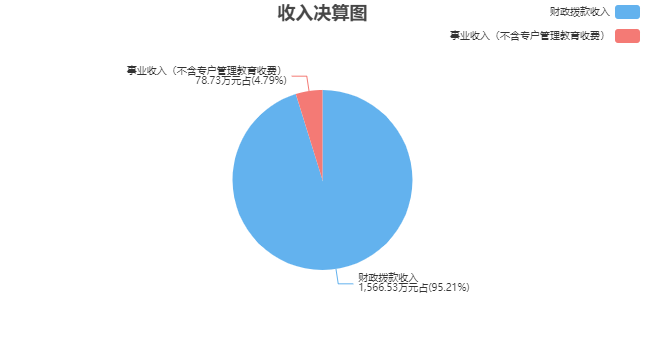 收入决算图
财政拨款收入
事业收入（不含专户管理教育收费）
事业收入（不含专户管理教育收费）
78.73万元占(4.79%)
财政拨款收入
1,566.53万元占(95.21%)